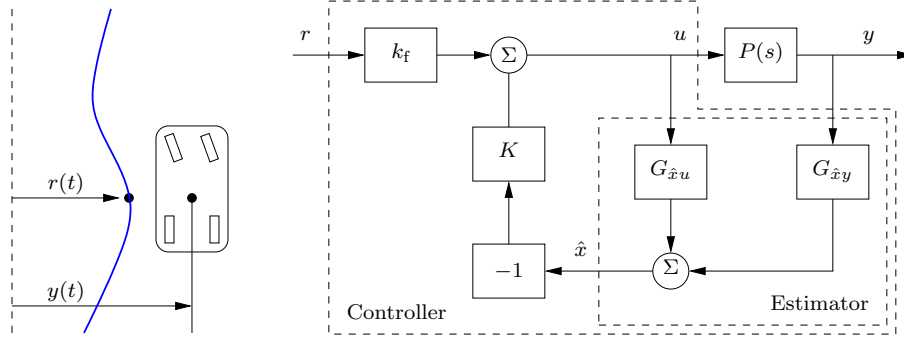 r(t)
y(t)
r
k_f
Σ
u
P(s)
y
K
G_{x̂u}
G_{x̂y}
−1
x̂
Σ
Controller
Estimator